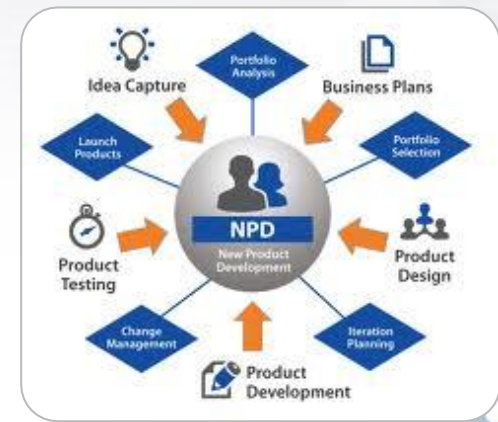 Portfolio
Analysis
Idea Capture
Business Plans
Launch
Products
Portfolio
Selection
NPD
New Product
Development
Product
Testing
Product
Design
Change
Management
Iteration
Planning
Product
Development